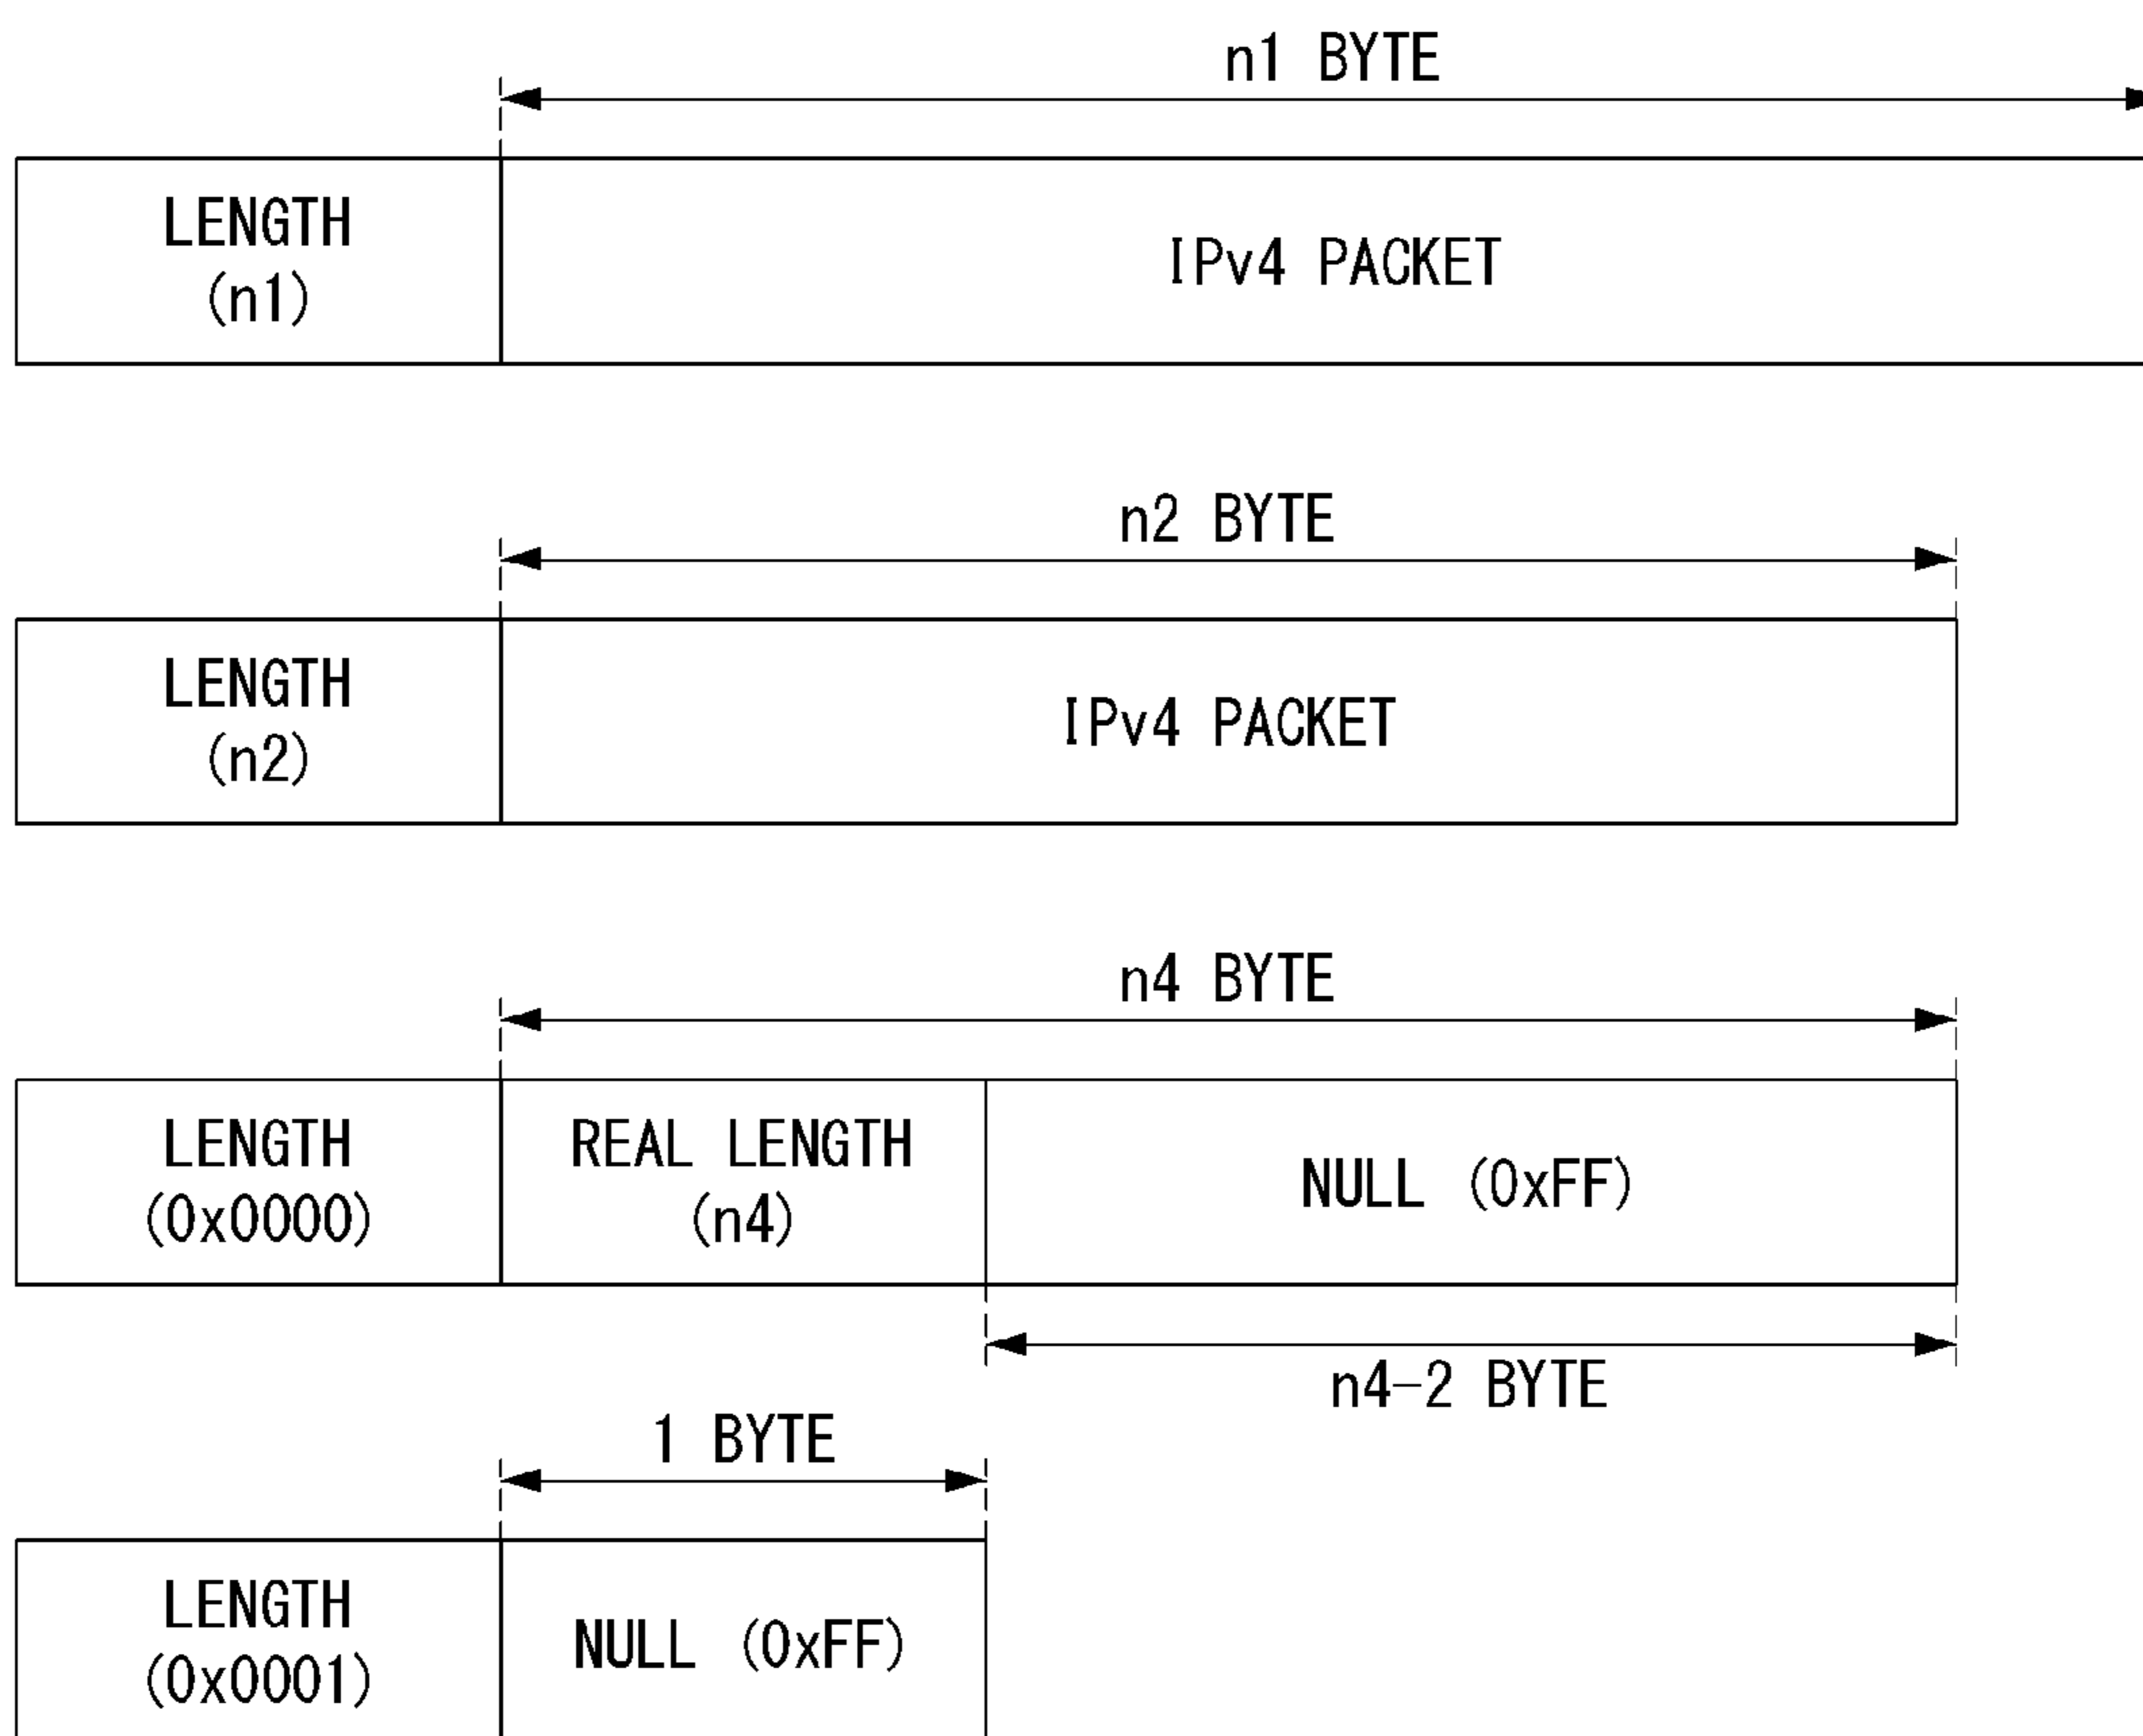 n1 BYTE
LENGTH
(n1)
IPv4 PACKET
n2 BYTE
LENGTH
(n2)
IPv4 PACKET
n4 BYTE
LENGTH
(0x0000)
REAL LENGTH
(n4)
NULL (0xFF)
n4-2 BYTE
1 BYTE
LENGTH
(0x0001)
NULL (0xFF)